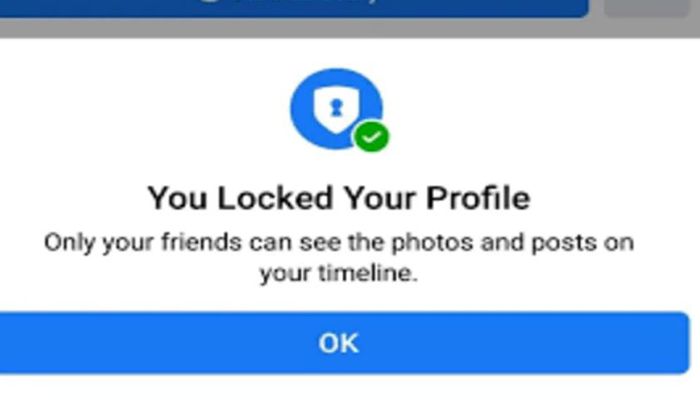 You Locked Your Profile
Only your friends can see the photos and posts on
your timeline.
OK